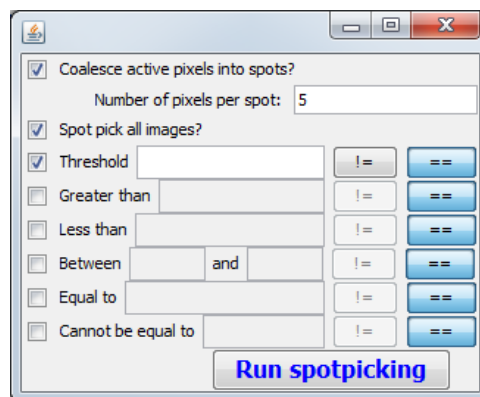 Coalesce active pixels into spots?
Number of pixels per spot: 5
Spot pick all images?
Threshold != ==
Greater than != ==
Less than != ==
Between and != ==
Equal to != ==
Cannot be equal to != ==
Run spotpicking